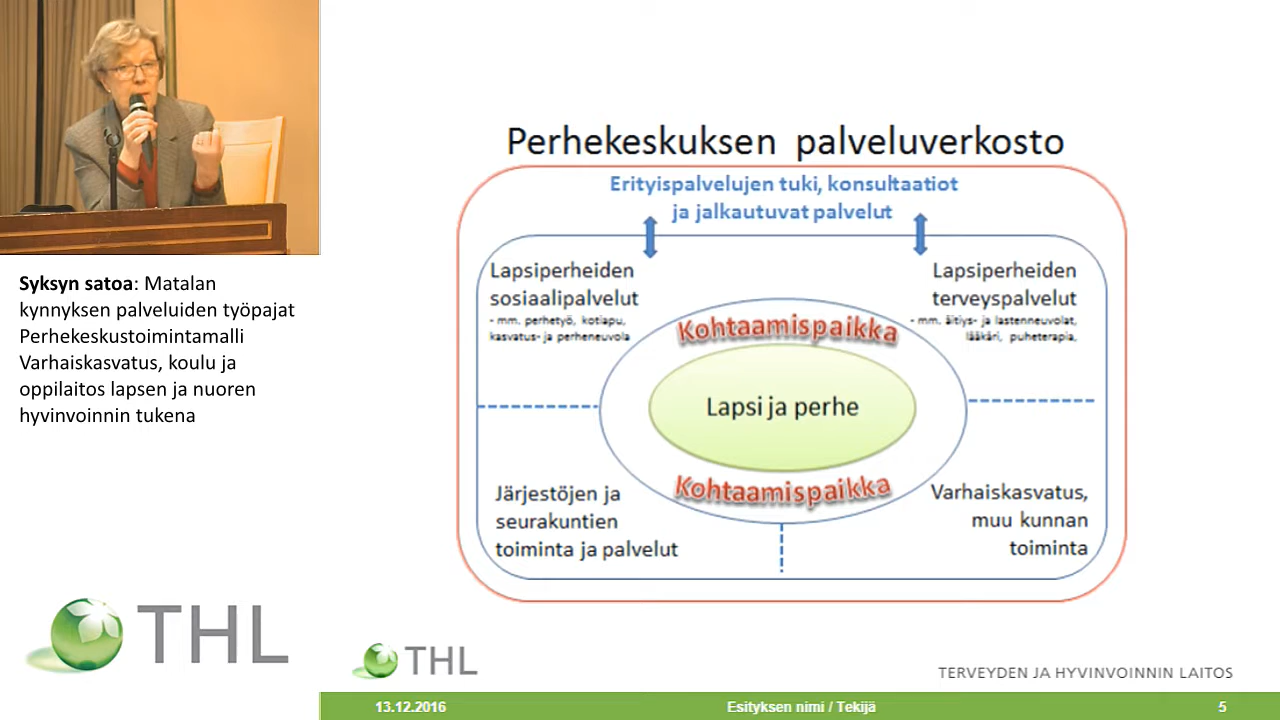 Syksyn satoa: Matalan
kynnyksen palveluiden työpajat
Perhekeskustoimintamalli
Varhaiskasvatus, koulu ja
oppilaitos lapsen ja nuoren
hyvinvoinnin tukena
THL
Perhekeskuksen palveluverkosto
Erityispalvelujen tuki, konsultaatiot
ja jalkautuvat palvelut
Lapsiperheiden
sosiaalipalvelut
- mm. perhetyö, kotiapu,
kasvatus- ja perheneuvola
Lapsiperheiden
terveyspalvelut
- mm. äitiys- ja lastenneuvolat,
lääkäri, puheterapia,
Kohtaamispaikka
Lapsi ja perhe
Kohtaamispaikka
Järjestöjen ja
seurakuntien
toiminta ja palvelut
Varhaiskasvatus,
muu kunnan
toiminta
THL
TERVEYDEN JA HYVINVOINNIN LAITOS
13.12.2016
Esityksen nimi / Tekijä
5